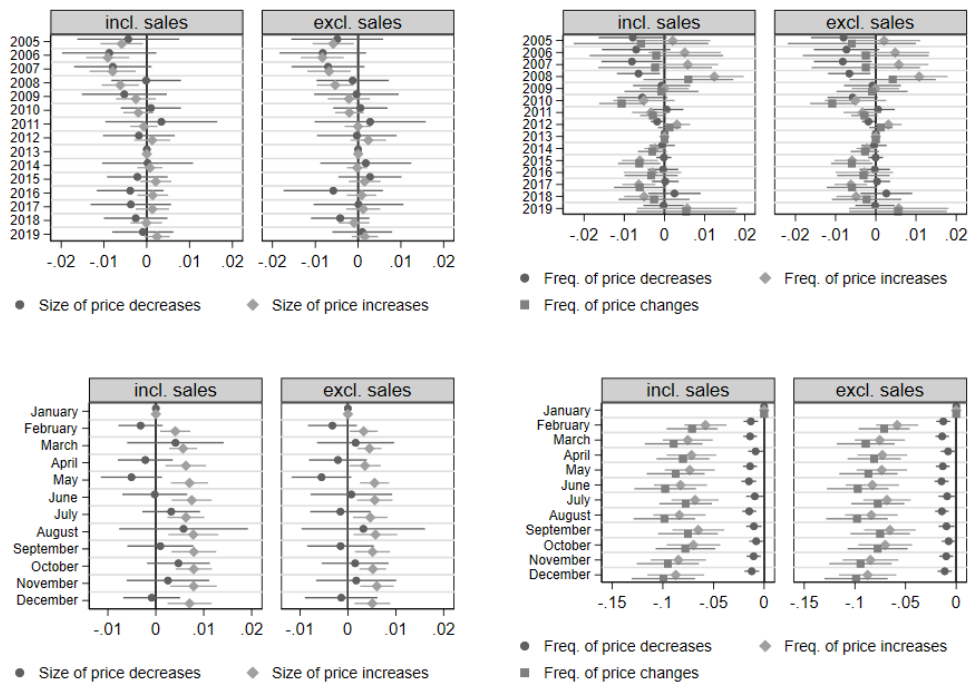 incl. sales
excl. sales
2005
2006
2007
2008
2009
2010
2011
2012
2013
2014
2015
2016
2017
2018
2019
-.02 -.01 0 .01 .02
-.02 -.01 0 .01 .02
Size of price decreases
Size of price increases
incl. sales
excl. sales
2005
2006
2007
2008
2009
2010
2011
2012
2013
2014
2015
2016
2017
2018
2019
-.02 -.01 0 .01 .02
-.02 -.01 0 .01 .02
Freq. of price decreases
Freq. of price increases
Freq. of price changes
incl. sales
excl. sales
January
February
March
April
May
June
July
August
September
October
November
December
-.01 0 .01 .02
-.01 0 .01 .02
Size of price decreases
Size of price increases
incl. sales
excl. sales
January
February
March
April
May
June
July
August
September
October
November
December
-.15 -.1 -.05 0
-.15 -.1 -.05 0
Freq. of price decreases
Freq. of price increases
Freq. of price changes